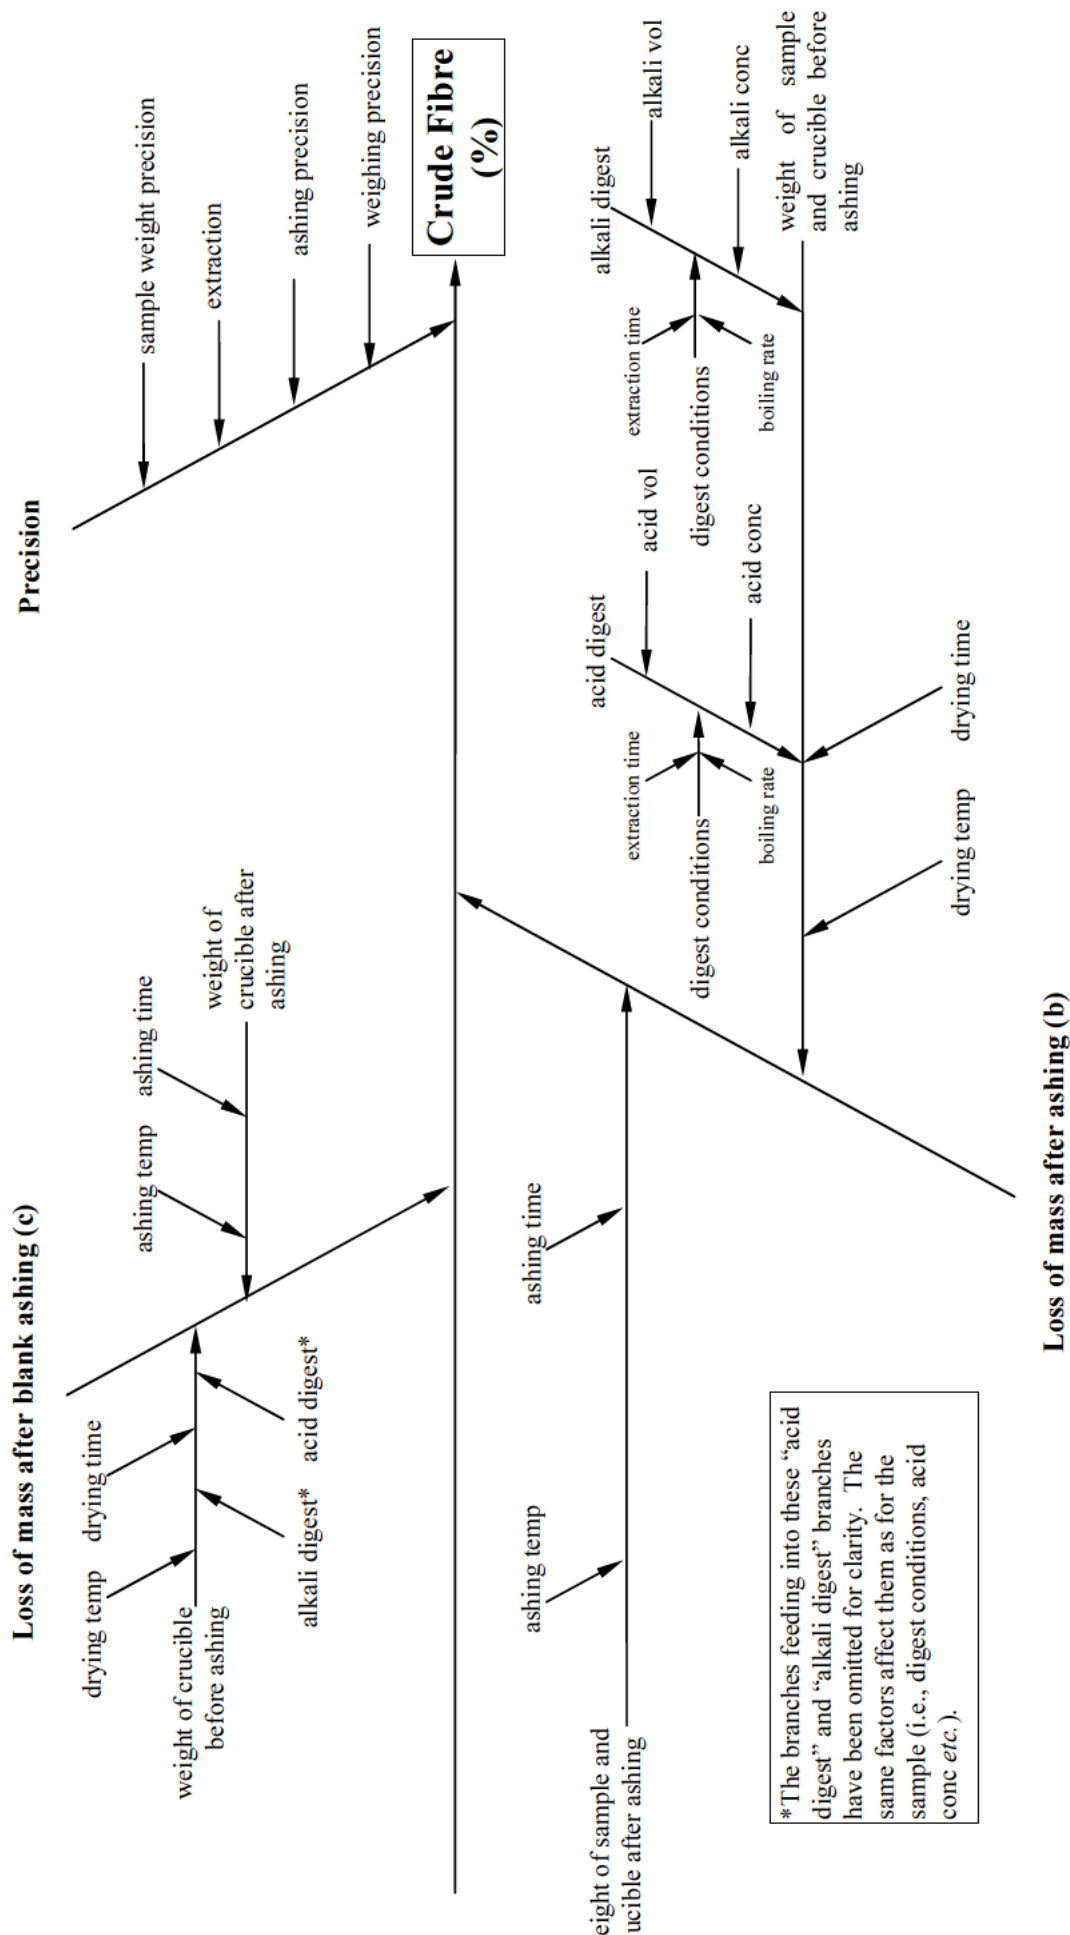 Loss of mass after blank ashing (c)
Precision
drying temp
drying time
weight of crucible
before ashing
alkali digest*
acid digest*
ashing temp
ashing time
weight of
crucible after
ashing
sample weight precision
extraction
ashing precision
weighing precision
Crude Fibre
(%)
eight of sample and
ucible after ashing
ashing temp
ashing time
acid digest
acid vol
extraction time
digest conditions
boiling rate
acid conc
alkali digest
alkali vol
extraction time
digest conditions
boiling rate
alkali conc
weight of sample
and crucible before
ashing
drying temp
drying time
Loss of mass after ashing (b)
*The branches feeding into these “acid
digest” and “alkali digest” branches
have been omitted for clarity. The
same factors affect them as for the
sample (i.e., digest conditions, acid
conc etc.).